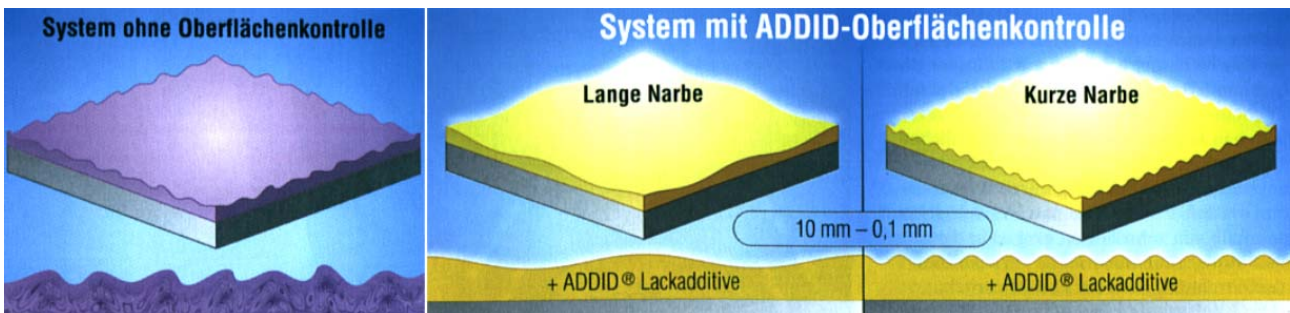 System ohne Oberflächenkontrolle
System mit ADDID-Oberflächenkontrolle
Lange Narbe
Kurze Narbe
10 mm – 0,1 mm
+ ADDID® Lackadditive
+ ADDID® Lackadditive